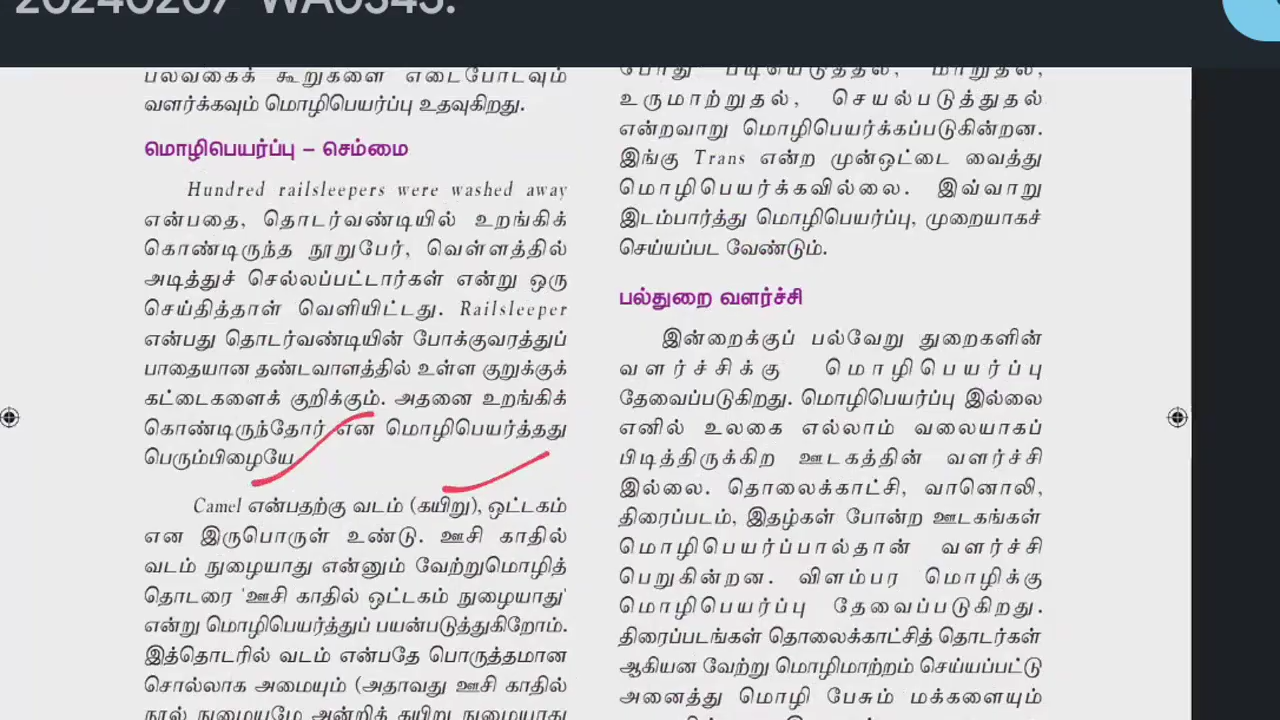 20240207 WA0343.
பலவகைக் கூறுகளை எடைபோடவும்
வளர்க்கவும் மொழிபெயர்ப்பு உதவுகிறது.
மொழிபெயர்ப்பு – செம்மை
Hundred railsleepers were washed away
என்பதை, தொடர்வண்டியில் உறங்கிக்
கொண்டிருந்த நூறுபேர், வெள்ளத்தில்
அடித்துச் செல்லப்பட்டார்கள் என்று ஒரு
செய்தித்தாள் வெளியிட்டது. Railsleeper
என்பது தொடர்வண்டியின் போக்குவரத்துப்
பாதையான தண்டவாளத்தில் உள்ள குறுக்குக்
கட்டைகளைக் குறிக்கும். அதனை உறங்கிக்
கொண்டிருந்தோர் என மொழிபெயர்த்தது
பெரும்பிழையே
Camel என்பதற்கு வடம் (கயிறு), ஒட்டகம்
என இருபொருள் உண்டு. ஊசி காதில்
வடம் நுழையாது என்னும் வேற்றுமொழித்
தொடரை 'ஊசி காதில் ஒட்டகம் நுழையாது'
என்று மொழிபெயர்த்துப் பயன்படுத்துகிறோம்.
இத்தொடரில் வடம் என்பதே பொருத்தமான
சொல்லாக அமையும் (அதாவது ஊசி காதில்
நூல் நுழையுமே அன்றிக் கயிறு நுழையாது
போது படியெடுத்தல், மாறுதல்,
உருமாற்றுதல், செயல்படுத்துதல்
என்றவாறு மொழிபெயர்க்கப்படுகின்றன.
இங்கு Trans என்ற முன்ஒட்டை வைத்து
மொழிபெயர்க்கவில்லை. இவ்வாறு
இடம்பார்த்து மொழிபெயர்ப்பு, முறையாகச்
செய்யப்பட வேண்டும்.
பல்துறை வளர்ச்சி
இன்றைக்குப் பல்வேறு துறைகளின்
வளர்ச்சிக்கு மொழிபெயர்ப்பு
தேவைப்படுகிறது. மொழிபெயர்ப்பு இல்லை
எனில் உலகை எல்லாம் வலையாகப்
பிடித்திருக்கிற ஊடகத்தின் வளர்ச்சி
இல்லை. தொலைக்காட்சி, வானொலி,
திரைப்படம், இதழ்கள் போன்ற ஊடகங்கள்
மொழிபெயர்ப்பால்தான் வளர்ச்சி
பெறுகின்றன. விளம்பர மொழிக்கு
மொழிபெயர்ப்பு தேவைப்படுகிறது.
திரைப்படங்கள் தொலைக்காட்சித் தொடர்கள்
ஆகியன வேற்று மொழிமாற்றம் செய்யப்பட்டு
அனைத்து மொழி பேசும் மக்களையும்